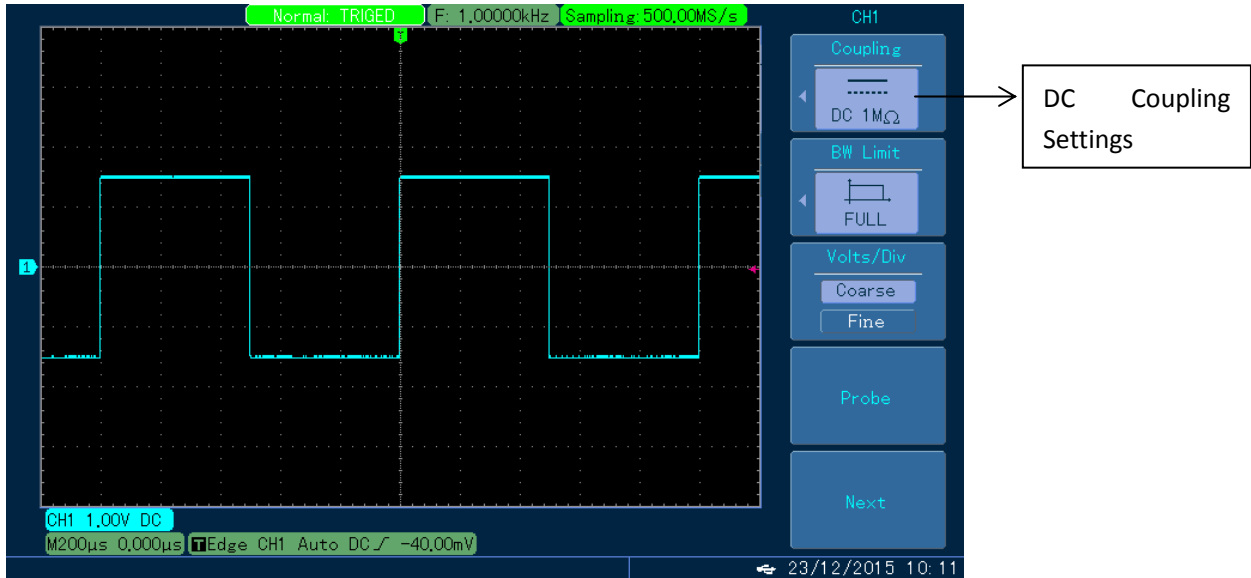 Normal: TRIGED F: 1.00000kHz Sampling:500.00MS/s CH1
T
Coupling
DC 1MΩ
DC Coupling
Settings
BW Limit
FULL
1
Volts/Div
Coarse
Fine
Probe
Next
CH1 1.00V DC
M200µs 0.000µs T Edge CH1 Auto DC -40.00mV
23/12/2015 10:11